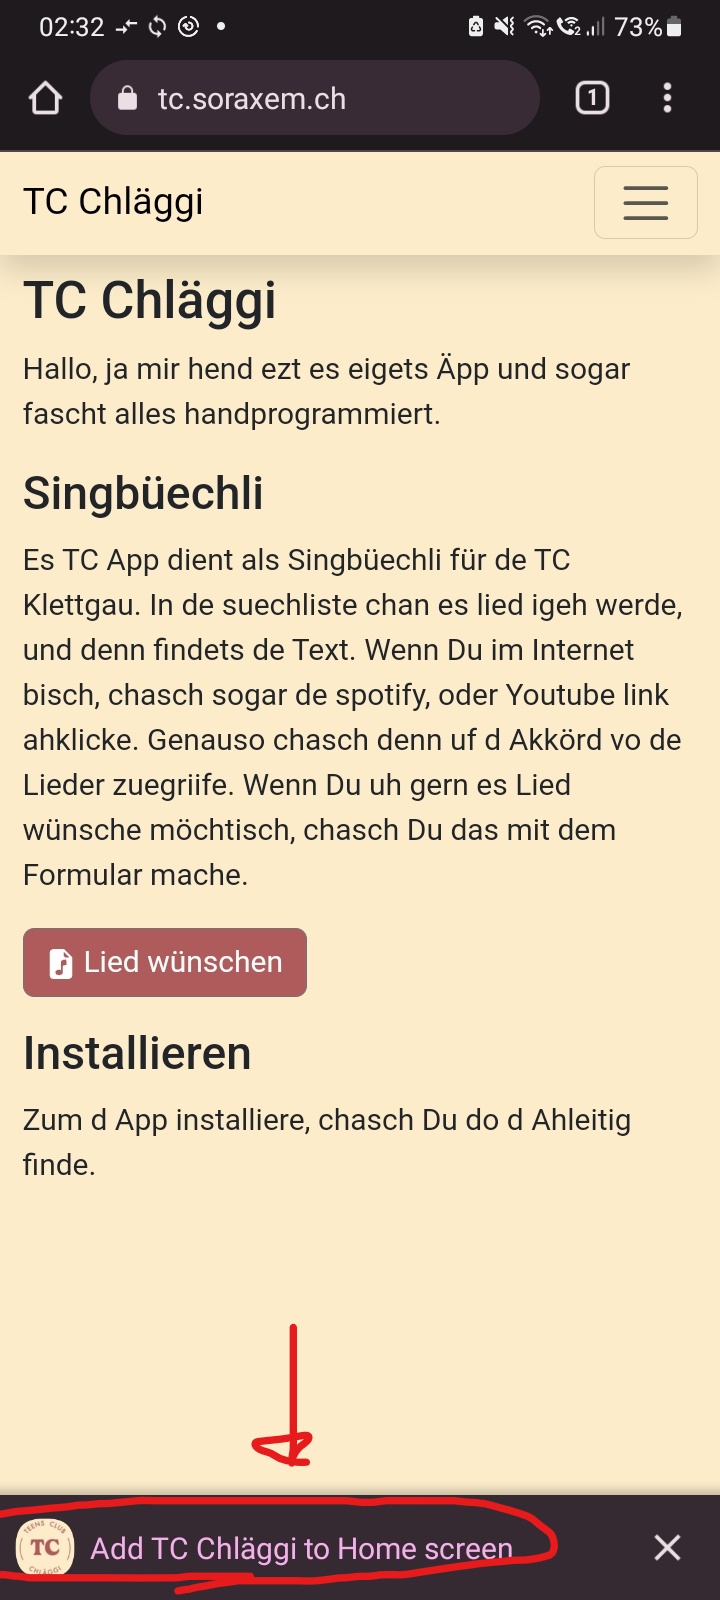 02:32 73%
tc.soraxem.ch 1
TC Chläggi
TC Chläggi
Hallo, ja mir hend ezt es eigets Äpp und sogar
fascht alles handprogrammiert.
Singbüechli
Es TC App dient als Singbüechli für de TC
Klettgau. In de suechliste chan es lied igeh werde,
und denn findets de Text. Wenn Du im Internet
bisch, chasch sogar de spotify, oder Youtube link
ahklicke. Genauso chasch denn uf d Akkörd vo de
Lieder zuegriife. Wenn Du uh gern es Lied
wünsche möchtisch, chasch Du das mit dem
Formular mache.
Lied wünschen
Installieren
Zum d App installiere, chasch Du do d Ahleitig
finde.
TEENS CLUB
TC
CHLÄGGI
Add TC Chläggi to Home screen